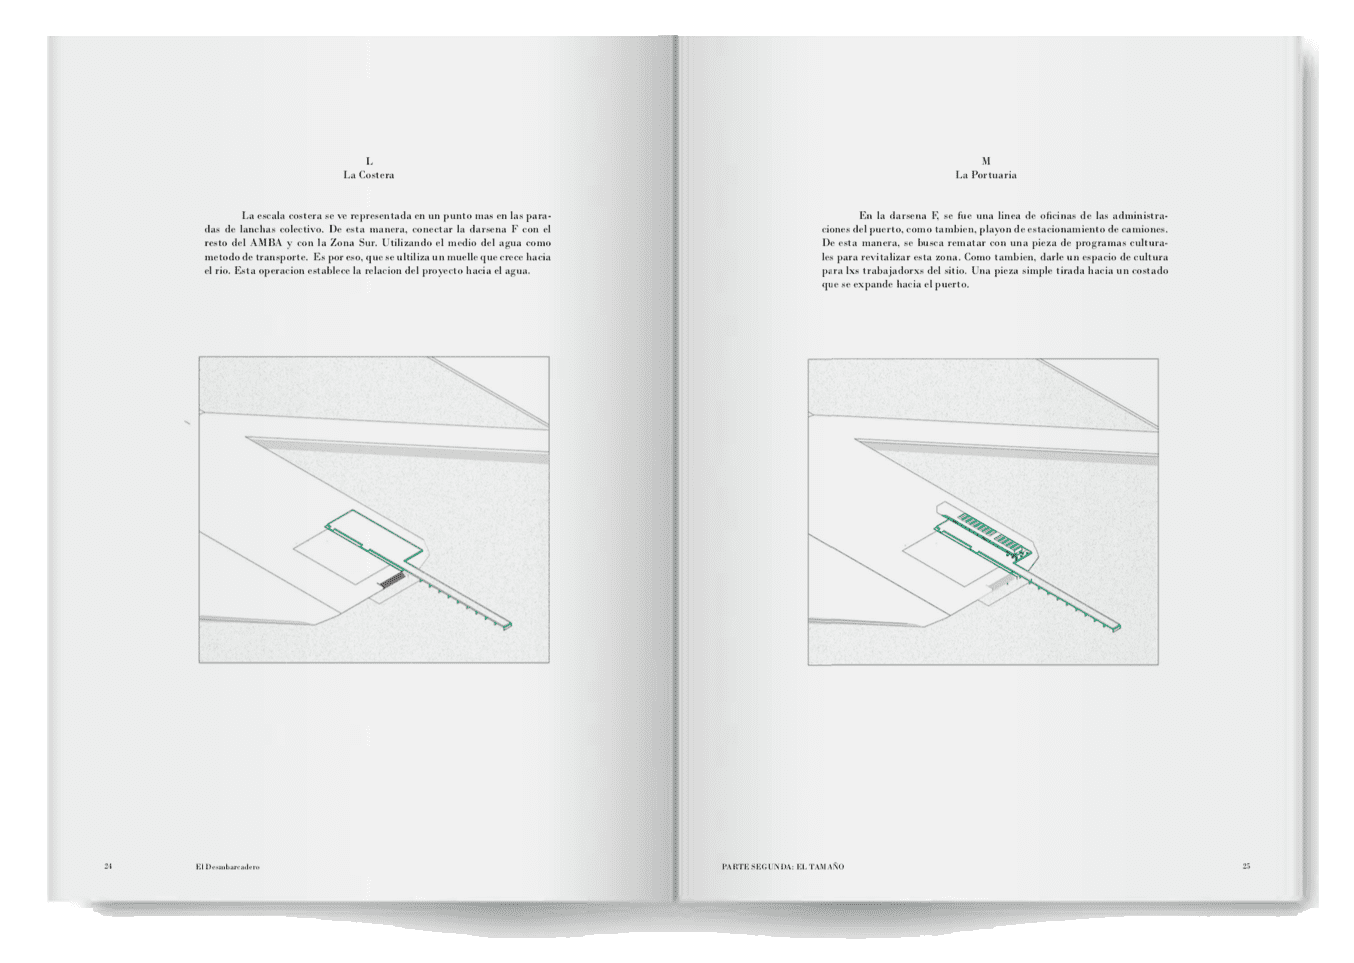 L
La Costera
La escala costera se ve representada en un punto mas en las para-
das de lanchas colectivo. De esta manera, conectar la darsena F con el
resto del AMBA y con la Zona Sur. Utilizando el medio del agua como
metodo de transporte. Es por eso, que se ultiliza un muelle que crece hacia
el rio. Esta operacion establece la relacion del proyecto hacia el agua.
24
El Desmbarcadero
M
La Portuaria
En la darsena F, se fue una linea de oficinas de las administra-
ciones del puerto, como tambien, playon de estacionamiento de camiones.
De esta manera, se busca rematar con una pieza de programas cultura-
les para revitalizar esta zona. Como tambien, darle un espacio de cultura
para lxs trabajadorxs del sitio. Una pieza simple tirada hacia un costado
que se expande hacia el puerto.
PARTE SEGUNDA: EL TAMAÑO
25